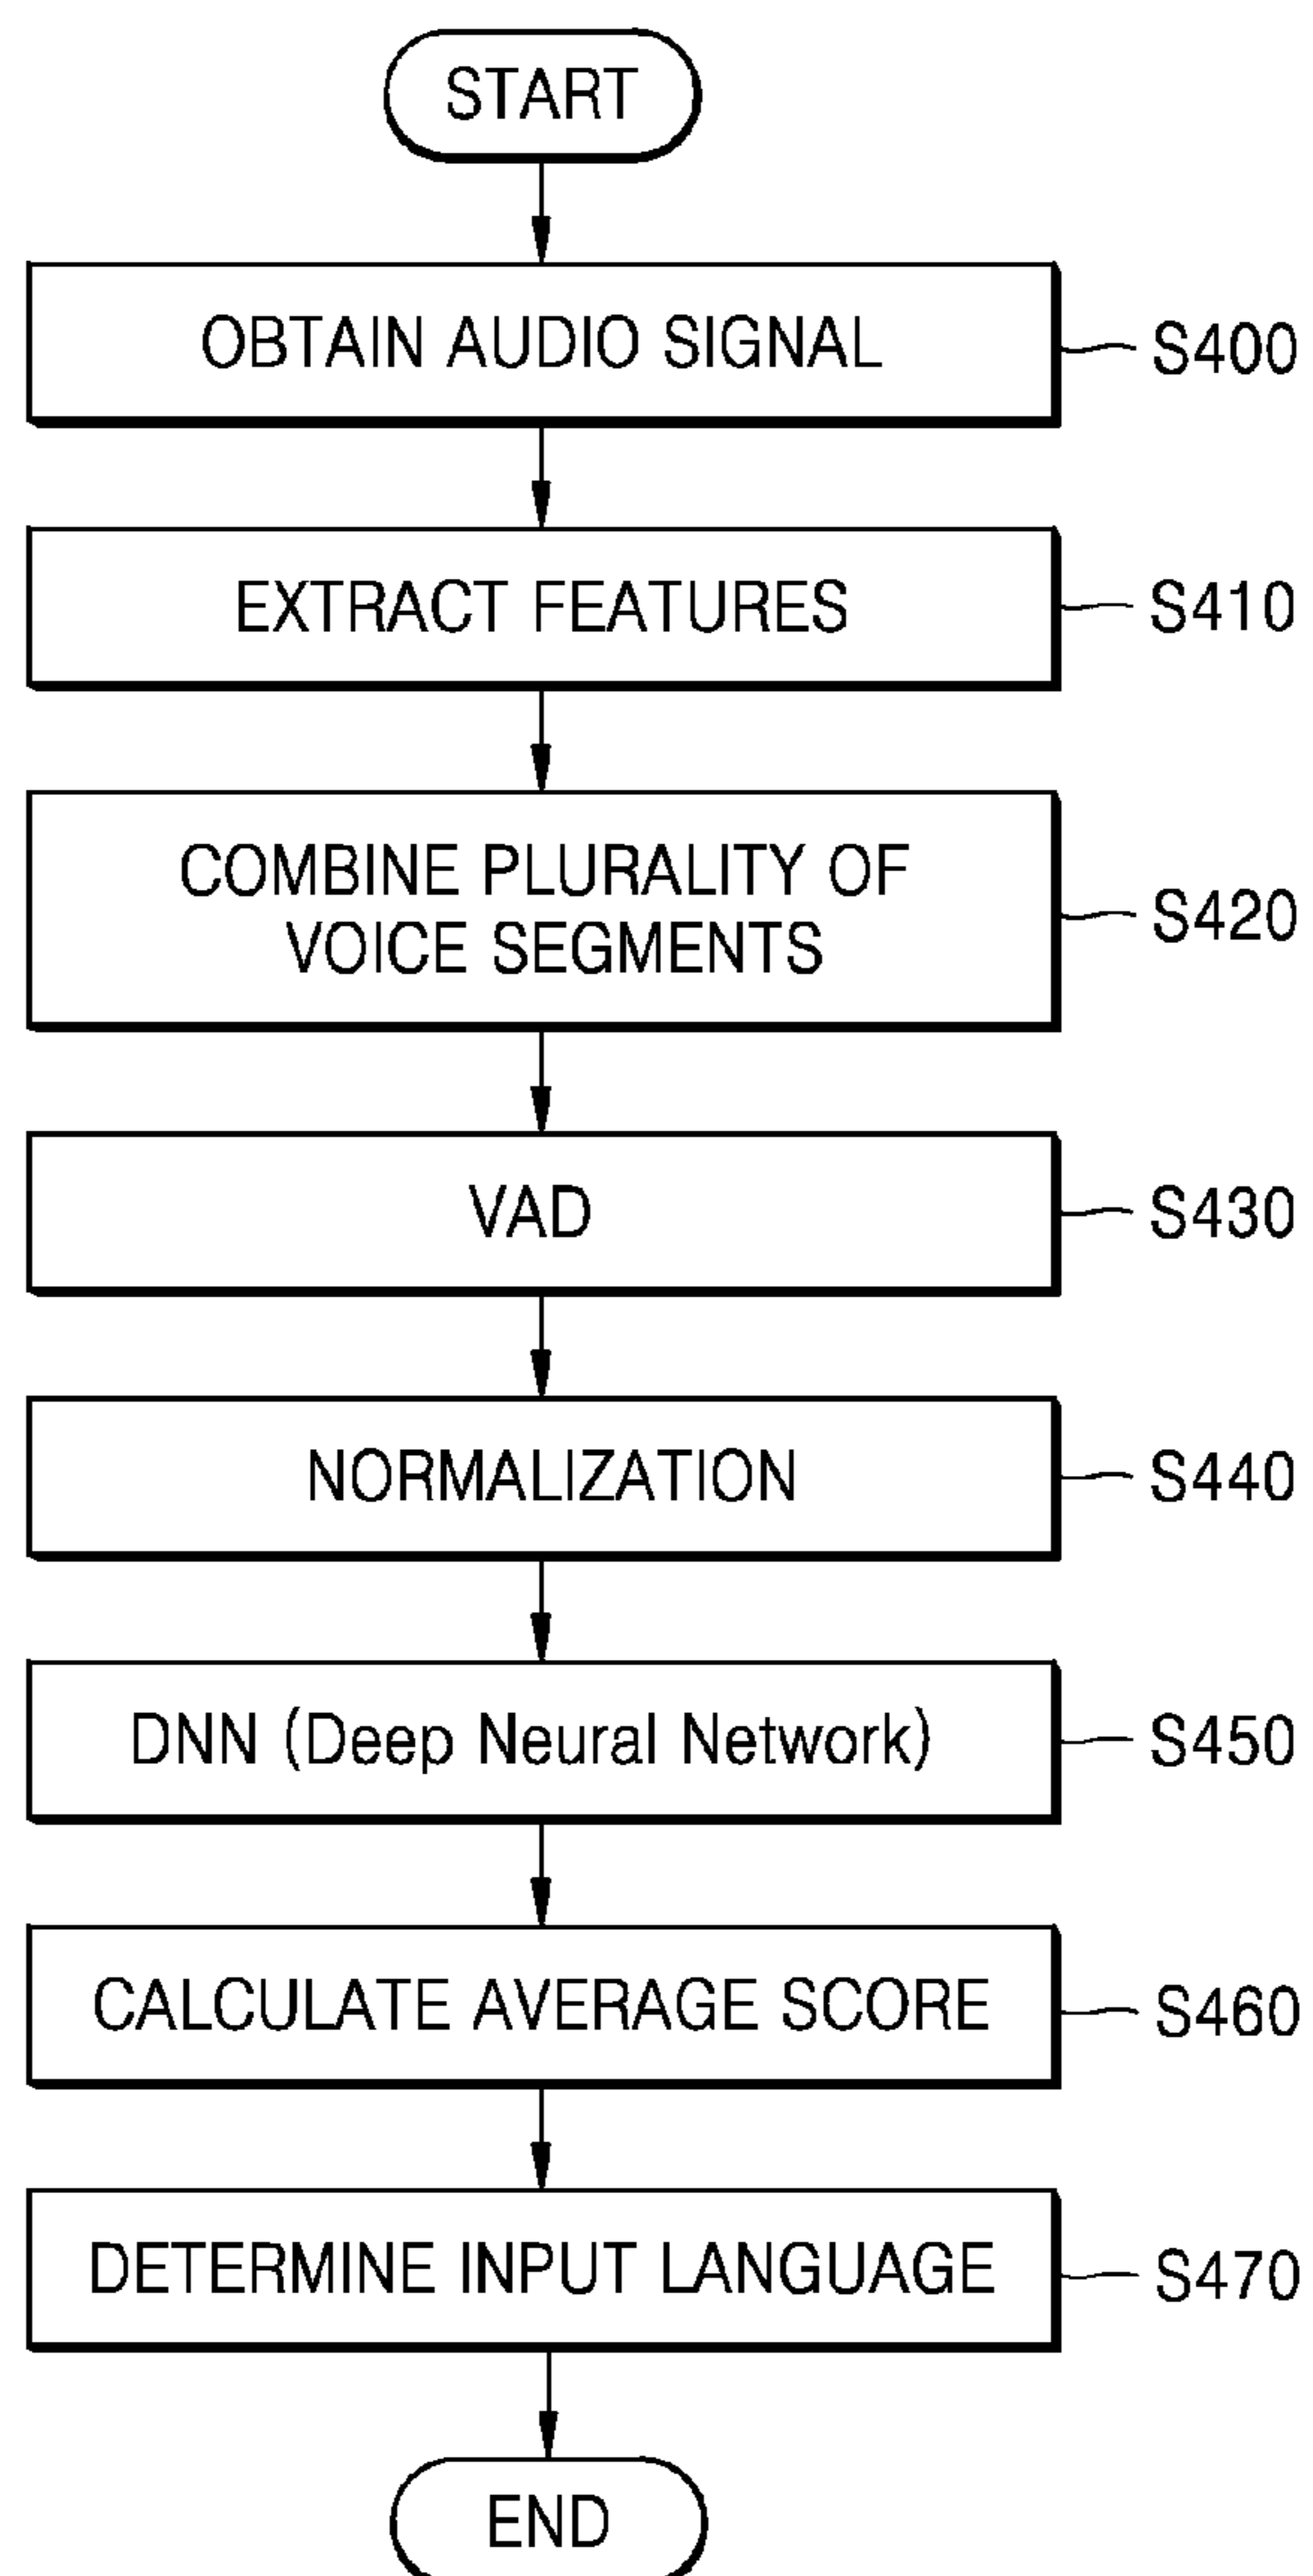 START
OBTAIN AUDIO SIGNAL
S400
EXTRACT FEATURES
S410
COMBINE PLURALITY OF
VOICE SEGMENTS
S420
VAD
S430
NORMALIZATION
S440
DNN (Deep Neural Network)
S450
CALCULATE AVERAGE SCORE
S460
DETERMINE INPUT LANGUAGE
S470
END